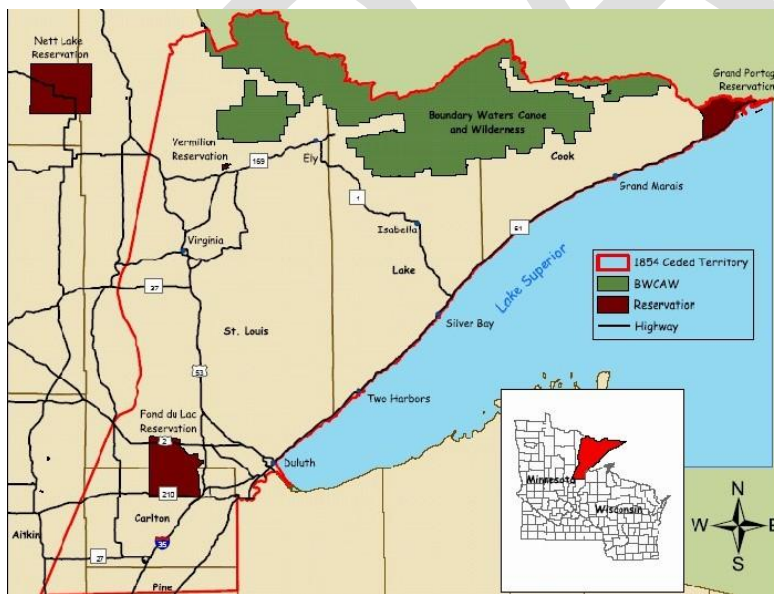 Nett Lake
Reservation
Grand Portag
Reservation
Boundary Waters Canoe
and Wilderness
Vermilion
Reservation
169
Ely
Cook
1
Grand Marais
Isabella
61
Virginia
Lake
Lake Superior
37
St. Louis
Silver Bay
1854 Ceded Territory
BWCAW
Reservation
Highway
53
Two Harbors
Fond du Lac
Reservation
2
Duluth
210
Minnesota
Wisconsin
Carlton
Aitkin
35
27
Pine
N
W
E
S